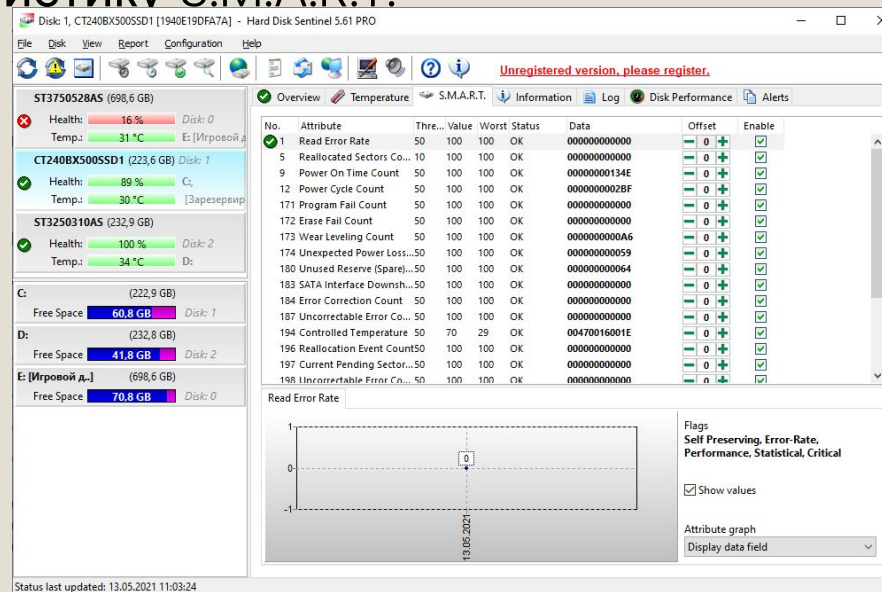 истику S.M.A.R.T.
Disk: 1, CT240BX500SSD1 [1940E19DFA7A] - Hard Disk Sentinel 5.61 PRO
File Disk View Report Configuration Help
Unregistered version, please register.
ST3750528AS (698,6 GB)
Health: 16 % Disk: 0
Temp.: 31 °C E: [Игровой д
CT240BX500SSD1 (223,6 GB) Disk: 1
Health: 89 % C:,
Temp.: 30 °C [Зарезервир
ST3250310AS (232,9 GB)
Health: 100 % Disk: 2
Temp.: 34 °C D:
C: (222,9 GB)
Free Space 60,8 GB Disk: 1
D: (232,8 GB)
Free Space 41,8 GB Disk: 2
E: [Игровой д..] (698,6 GB)
Free Space 70,8 GB Disk: 0
Overview Temperature S.M.A.R.T. Information Log Disk Performance Alerts
No. Attribute Thre... Value Worst Status Data Offset Enable
1 Read Error Rate 50 100 100 OK 000000000000 0
5 Reallocated Sectors Co... 10 100 100 OK 000000000000 0
9 Power On Time Count 50 100 100 OK 00000000134E 0
12 Power Cycle Count 50 100 100 OK 0000000002BF 0
171 Program Fail Count 50 100 100 OK 000000000000 0
172 Erase Fail Count 50 100 100 OK 000000000000 0
173 Wear Leveling Count 50 100 100 OK 0000000000A6 0
174 Unexpected Power Loss... 50 100 100 OK 000000000059 0
180 Unused Reserve (Spare)... 50 100 100 OK 000000000064 0
183 SATA Interface Downsh... 50 100 100 OK 000000000000 0
184 Error Correction Count 50 100 100 OK 000000000000 0
187 Uncorrectable Error Co... 50 100 100 OK 000000000000 0
194 Controlled Temperature 50 70 29 OK 00470016001E 0
196 Reallocation Event Count 50 100 100 OK 000000000000 0
197 Current Pending Sector... 50 100 100 OK 000000000000 0
198 Uncorrectable Error Co... 50 100 100 OK 000000000000 0
Read Error Rate
1
0
0
-1
13.05.2021
Flags
Self Preserving, Error-Rate,
Performance, Statistical, Critical
Show values
Attribute graph
Display data field
Status last updated: 13.05.2021 11:03:24